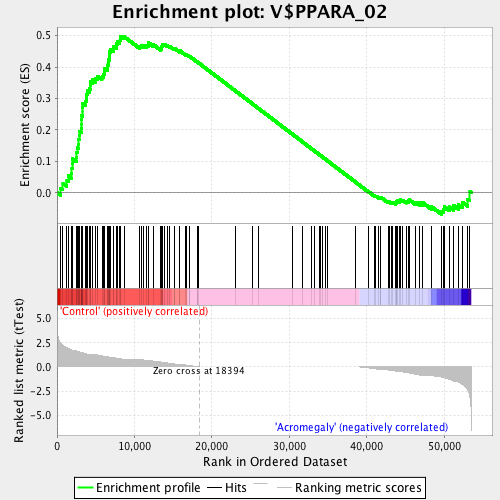 Enrichment plot: V$PPARA_02
Enrichment score (ES)
0.5
0.4
0.3
0.2
0.1
0.0
'Control' (positively correlated)
Ranked list metric (tTest)
5.0
2.5
0.0
-2.5
-5.0
Zero cross at 18394
'Acromegaly' (negatively correlated)
0 10,000 20,000 30,000 40,000 50,000
Rank in Ordered Dataset
Enrichment profile Hits Ranking metric scores